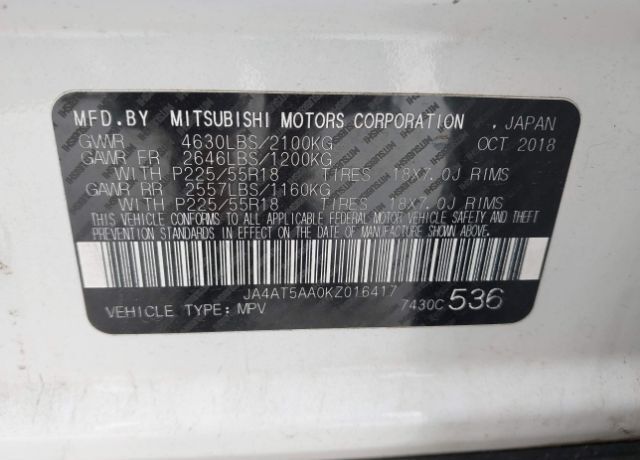 MFD.BY MITSUBISHI MOTORS CORPORATION . JAPAN
GVWR 4630LBS/2100KG OCT 2018
GAWR FR 2646LBS/1200KG
WITH P225/55R18 TIRES 18X7.0J RIMS
GAWR RR 2557LBS/1160KG
WITH P225/55R18 TIRES 18X7.0J RIMS
THIS VEHICLE CONFORMS TO ALL APPLICABLE FEDERAL MOTOR VEHICLE SAFETY AND THEFT
PREVENTION STANDARDS IN EFFECT ON THE DATE OF MANUFACTURE SHOWN ABOVE.
JA4AT5AA0KZ016417
VEHICLE TYPE: MPV 7430C 536